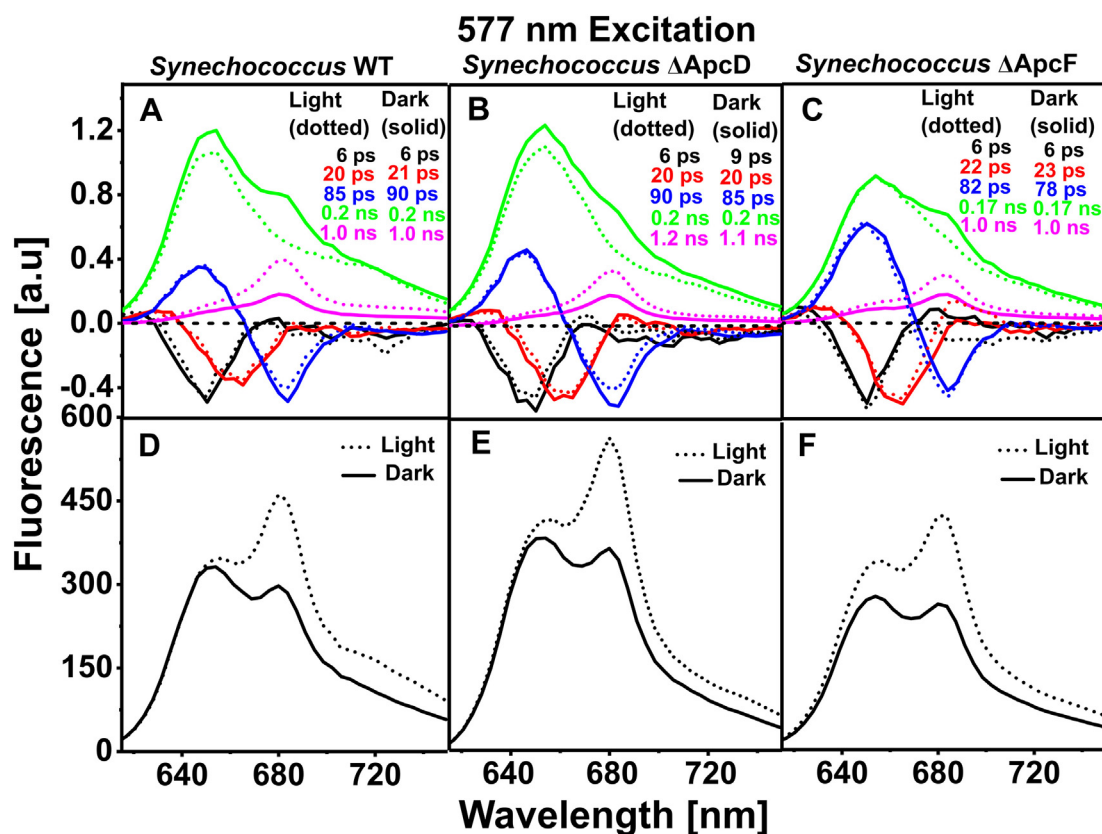 577 nm Excitation
Synechococcus WT
Synechococcus ΔApcD
Synechococcus ΔApcF
A
Light Dark
(dotted) (solid)
6 ps 6 ps
20 ps 21 ps
85 ps 90 ps
0.2 ns 0.2 ns
1.0 ns 1.0 ns
B
Light Dark
(dotted) (solid)
6 ps 9 ps
20 ps 20 ps
90 ps 85 ps
0.2 ns 0.2 ns
1.2 ns 1.1 ns
C
Light Dark
(dotted) (solid)
6 ps 6 ps
22 ps 23 ps
82 ps 78 ps
0.17 ns 0.17 ns
1.0 ns 1.0 ns
1.2
0.8
0.4
0.0
-0.4
600
450
300
150
0
Fluorescence [a.u]
D
Light
Dark
E
Light
Dark
F
Light
Dark
640 680 720
640 680 720
640 680 720
Wavelength [nm]